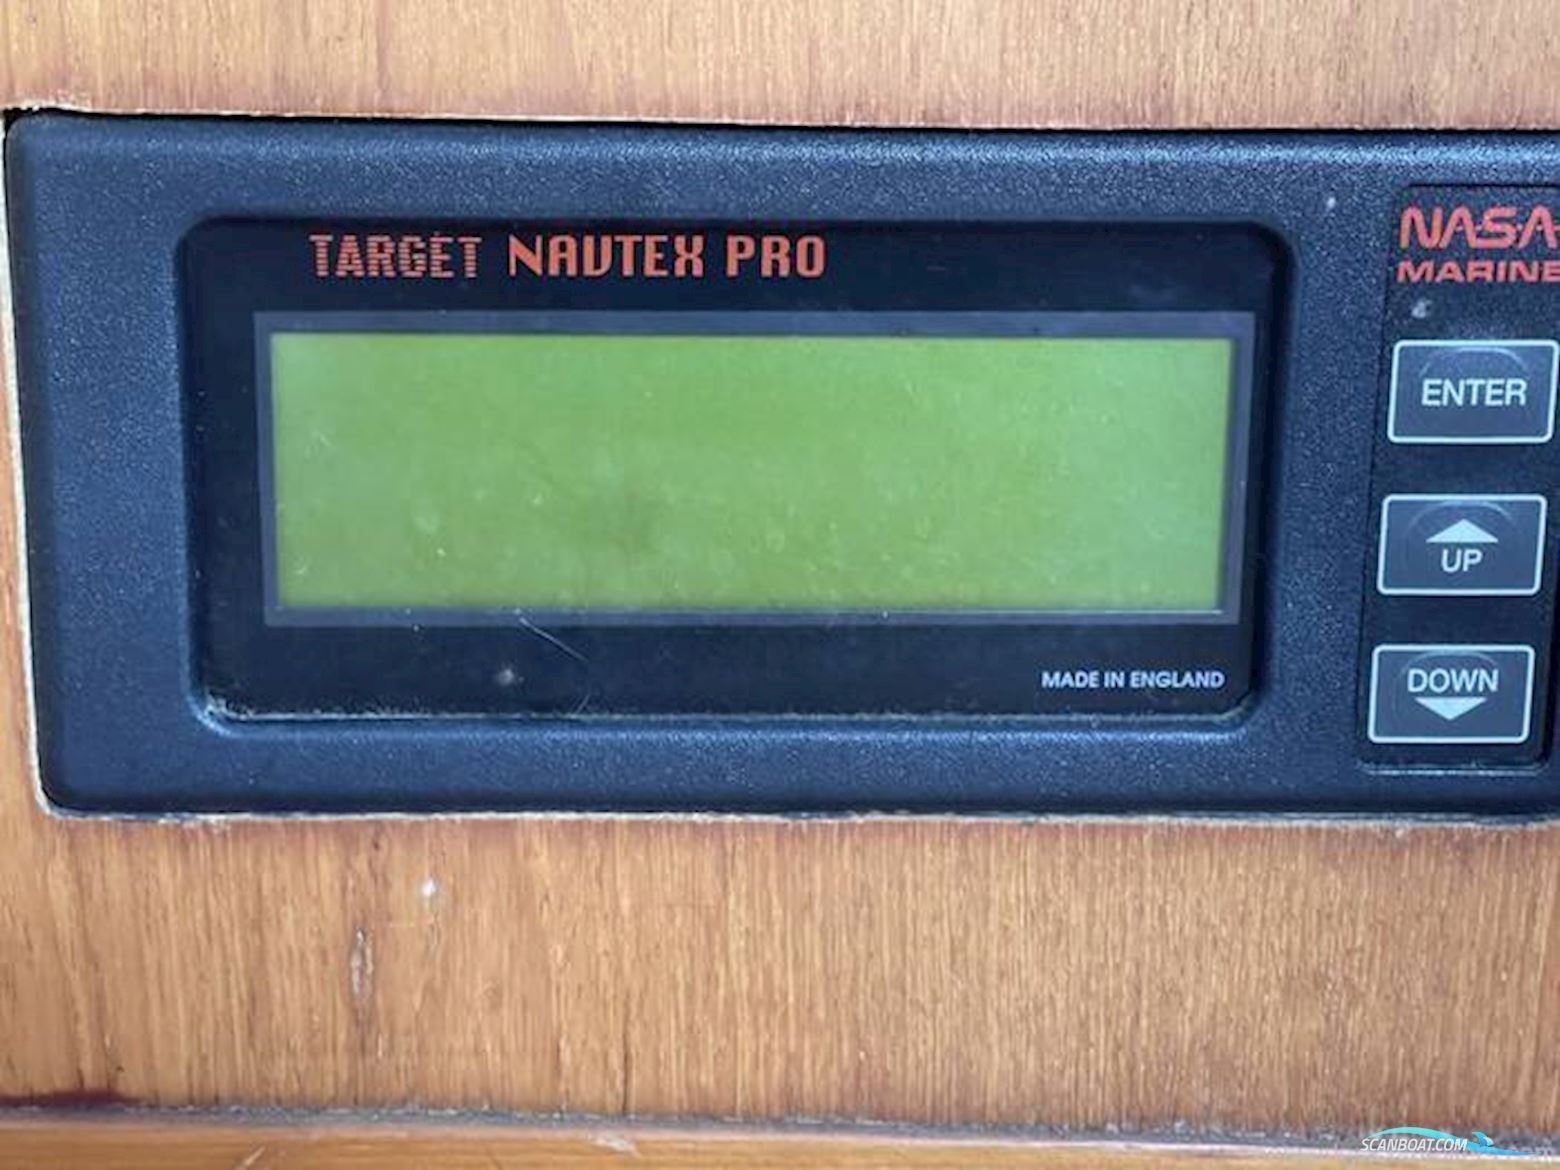 TARGET NAVTEX PRO
NASA
MARINE
ENTER
UP
DOWN
MADE IN ENGLAND
SCANBOAT.COM